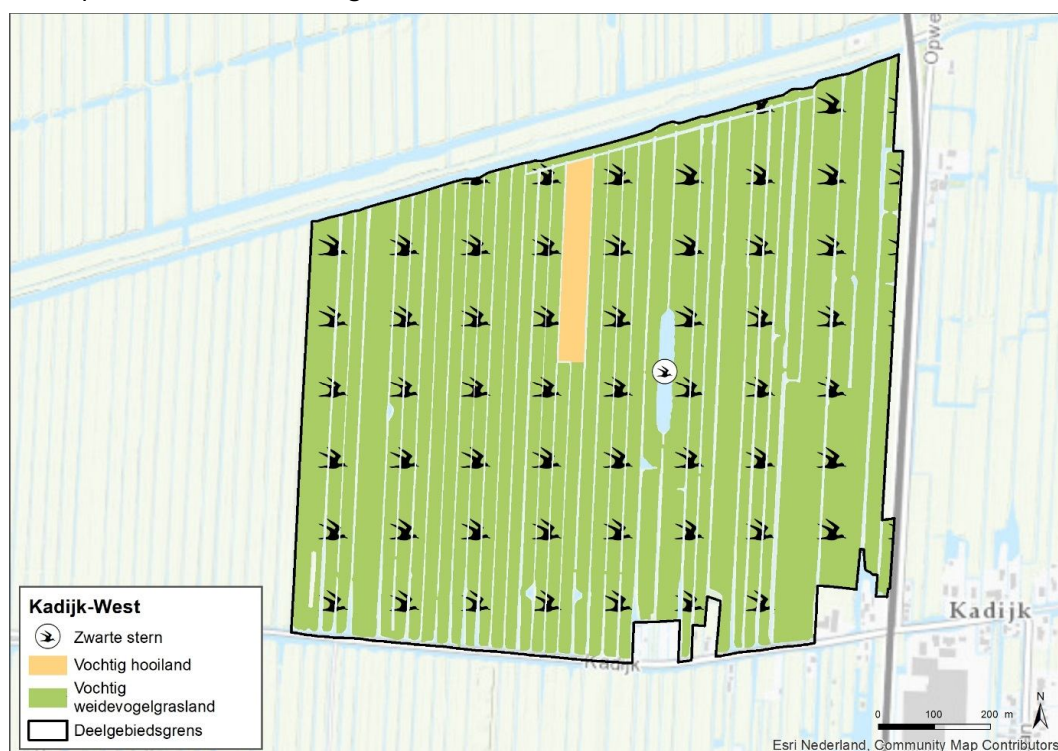 Opwe
Kadijk-West
Zwarte stern
Vochtig hooiland
Vochtig
weidevogelgrasland
Deelgebiedsgrens
Kadijk
Kadijk
N
0 100 200 m
Esri Nederland, Community Map Contributors